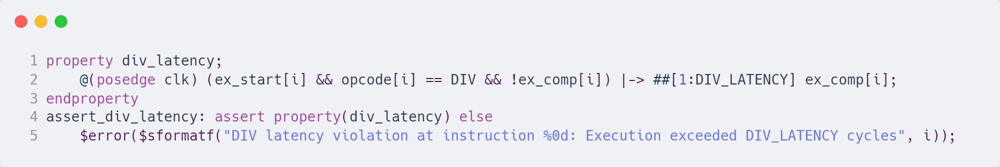 1 property div_latency;
2     @(posedge clk) (ex_start[i] && opcode[i] == DIV && !ex_comp[i]) |-> ##[1:DIV_LATENCY] ex_comp[i];
3 endproperty
4 assert_div_latency: assert property(div_latency) else
5     $error($sformatf("DIV latency violation at instruction %0d: Execution exceeded DIV_LATENCY cycles", i));